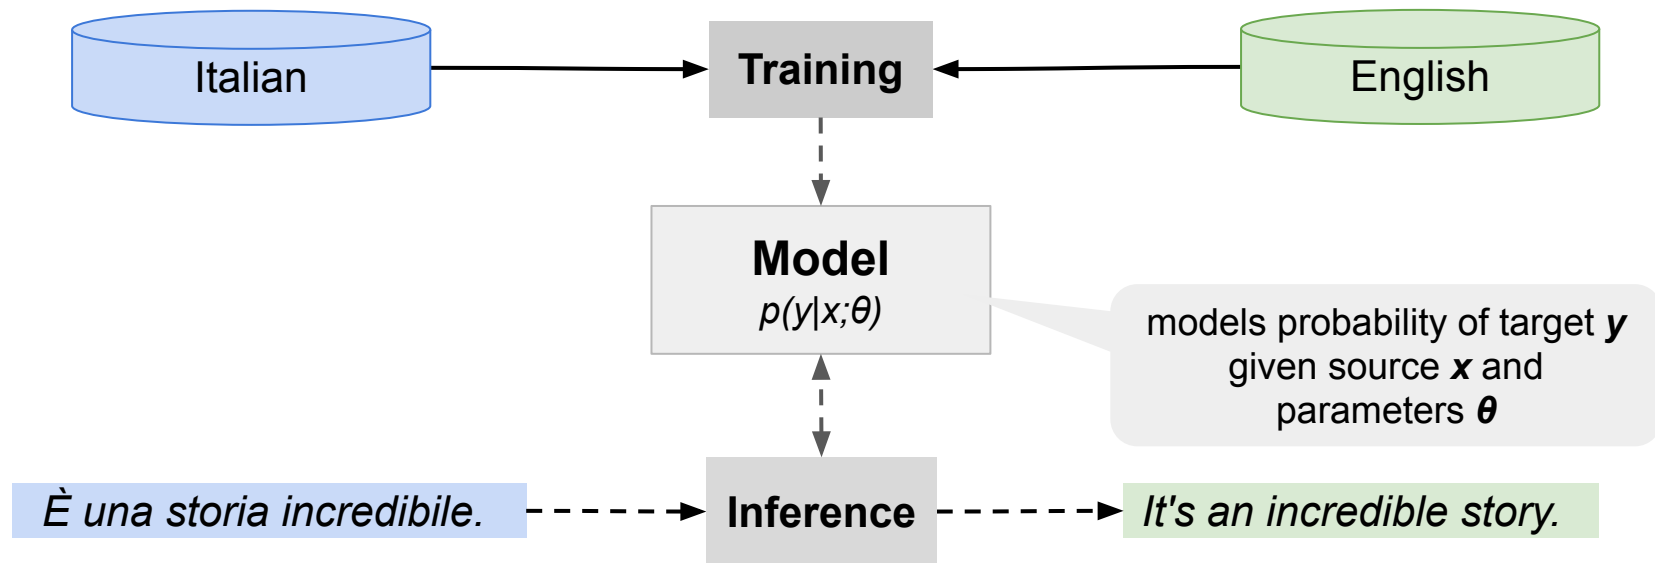 Italian
Training
English
Model
p(y|x;θ)
models probability of target y
given source x and
parameters θ
È una storia incredibile.
Inference
It's an incredible story.